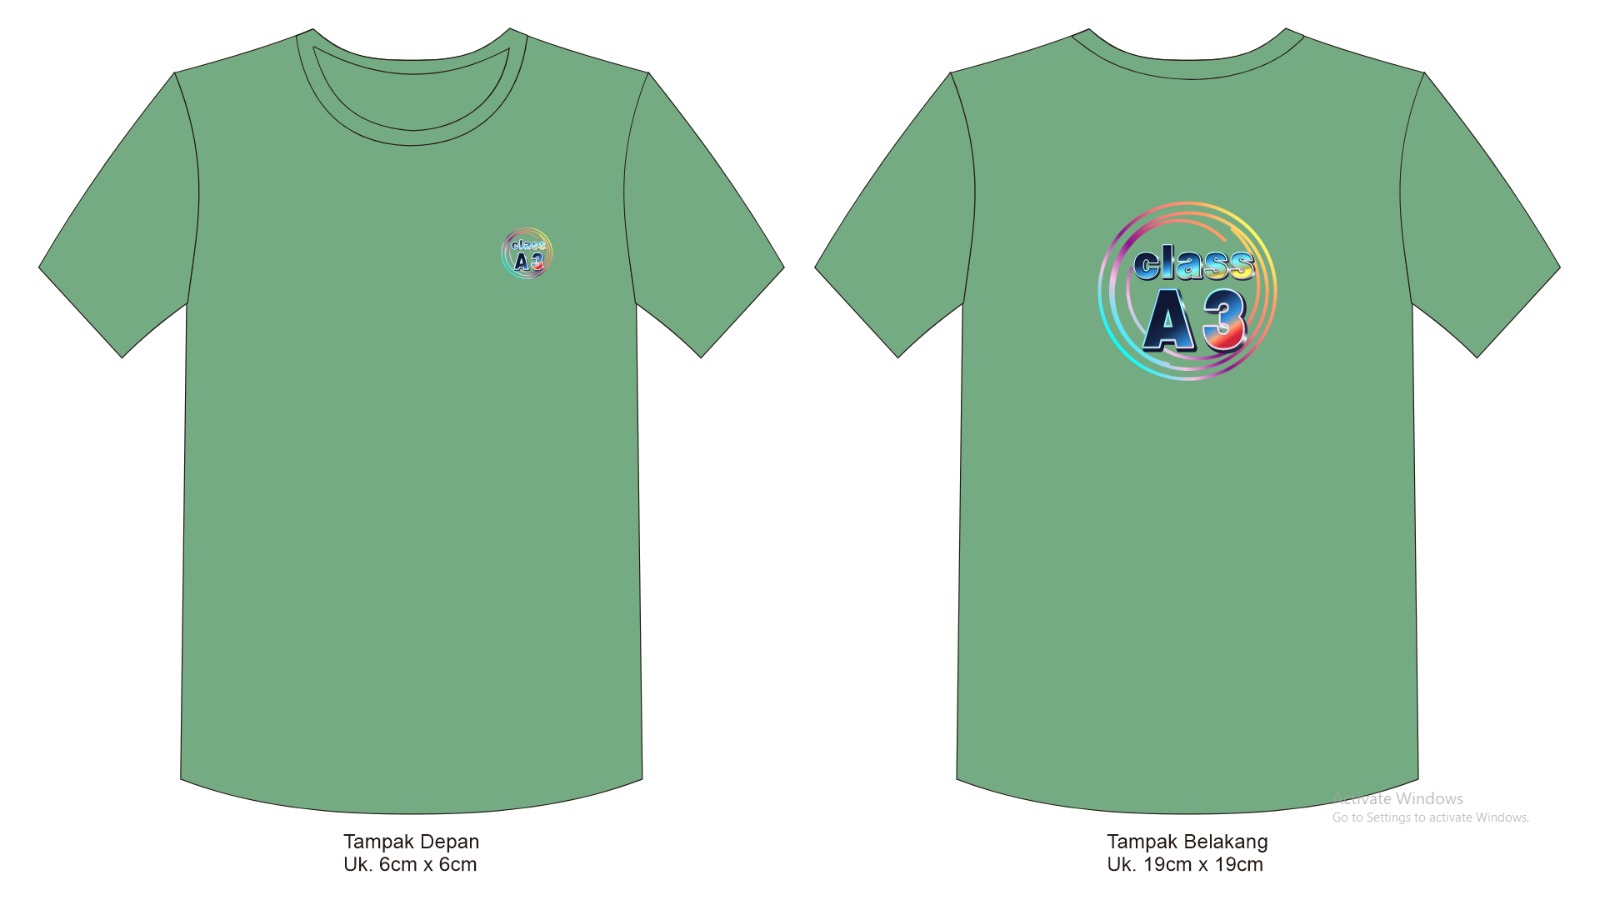 class
A3
class
A3
Activate Windows
Go to Settings to activate Windows.
Tampak Depan
Uk. 6cm x 6cm
Tampak Belakang
Uk. 19cm x 19cm